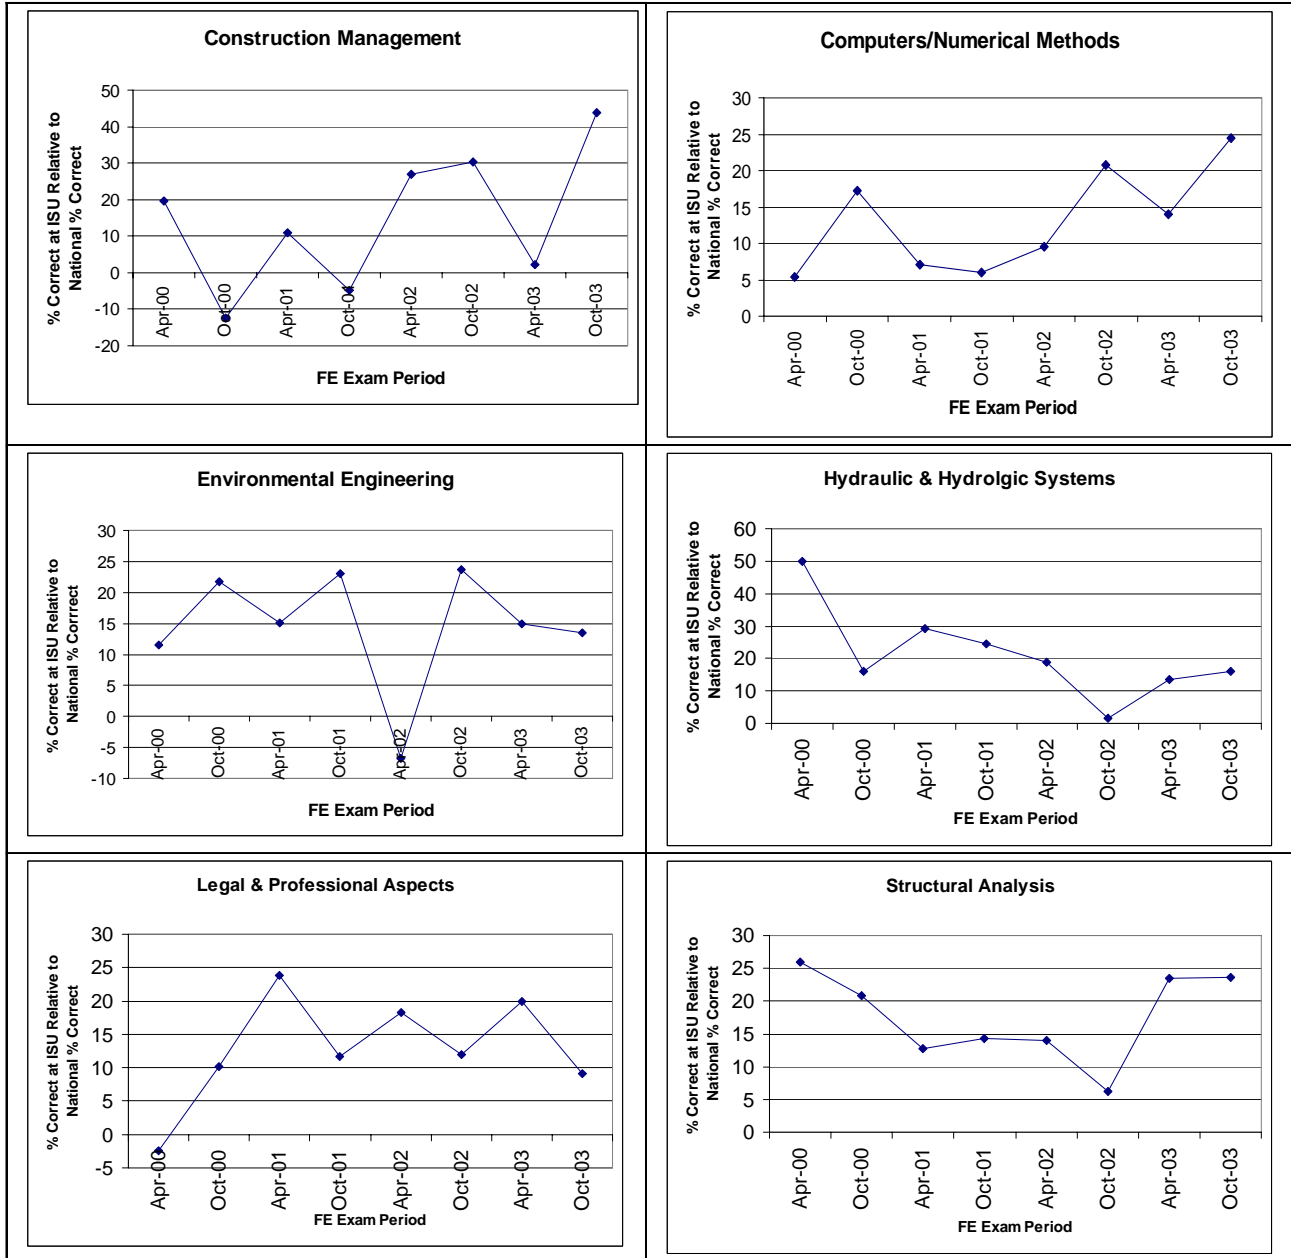 Construction Management
% Correct at ISU Relative to
National % Correct
50
40
30
20
10
0
-10
-20
Apr-00
Oct-00
Apr-01
Oct-01
Apr-02
Oct-02
Apr-03
Oct-03
FE Exam Period
Computers/Numerical Methods
% Correct at ISU Relative to
National % Correct
30
25
20
15
10
5
0
Apr-00
Oct-00
Apr-01
Oct-01
Apr-02
Oct-02
Apr-03
Oct-03
FE Exam Period
Environmental Engineering
% Correct at ISU Relative to
National % Corrrect
30
25
20
15
10
5
0
-5
-10
Apr-00
Oct-00
Apr-01
Oct-01
Apr-02
Oct-02
Apr-03
Oct-03
FE Exam Period
Hydraulic & Hydrolgic Systems
% Correct at ISU Relative to
National % Correct
60
50
40
30
20
10
0
Apr-00
Oct-00
Apr-01
Oct-01
Apr-02
Oct-02
Apr-03
Oct-03
FE Exam Period
Legal & Professional Aspects
% Correct at ISU Relative to
National % Correct
30
25
20
15
10
5
0
-5
Apr-00
Oct-00
Apr-01
Oct-01
Apr-02
Oct-02
Apr-03
Oct-03
FE Exam Period
Structural Analysis
% Correct at ISU Relative to
National % Correct
30
25
20
15
10
5
0
Apr-00
Oct-00
Apr-01
Oct-01
Apr-02
Oct-02
Apr-03
Oct-03
FE Exam Period